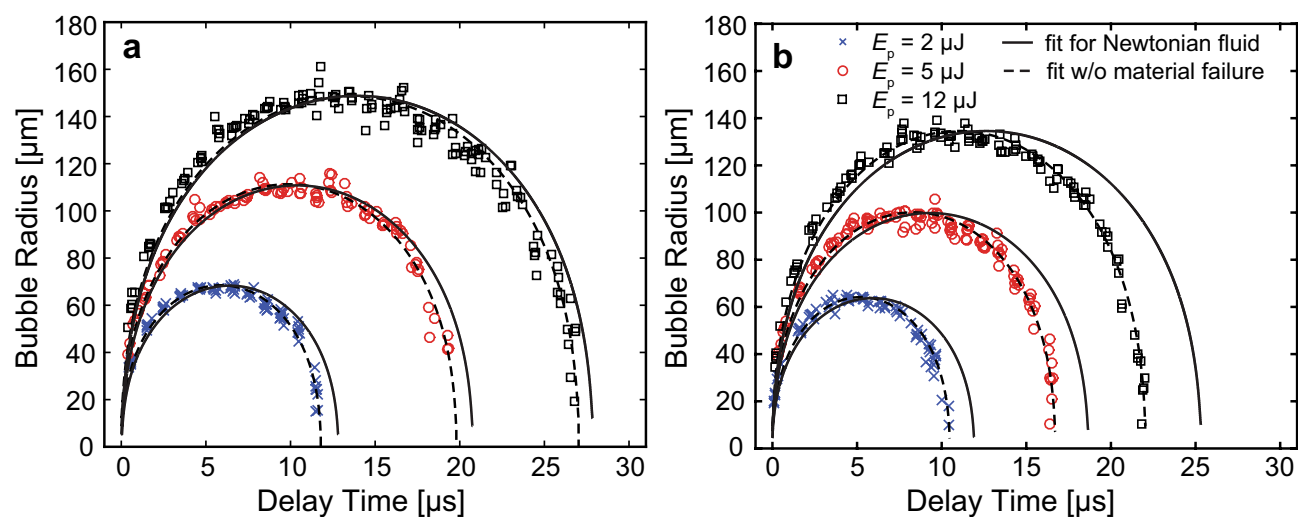 a
180
160
140
120
100
80
60
40
20
0
Bubble Radius [µm]
0 5 10 15 20 25 30
Delay Time [µs]
b
Ep = 2 µJ
Ep = 5 µJ
Ep = 12 µJ
fit for Newtonian fluid
fit w/o material failure
180
160
140
120
100
80
60
40
20
0
Bubble Radius [µm]
0 5 10 15 20 25 30
Delay Time [µs]